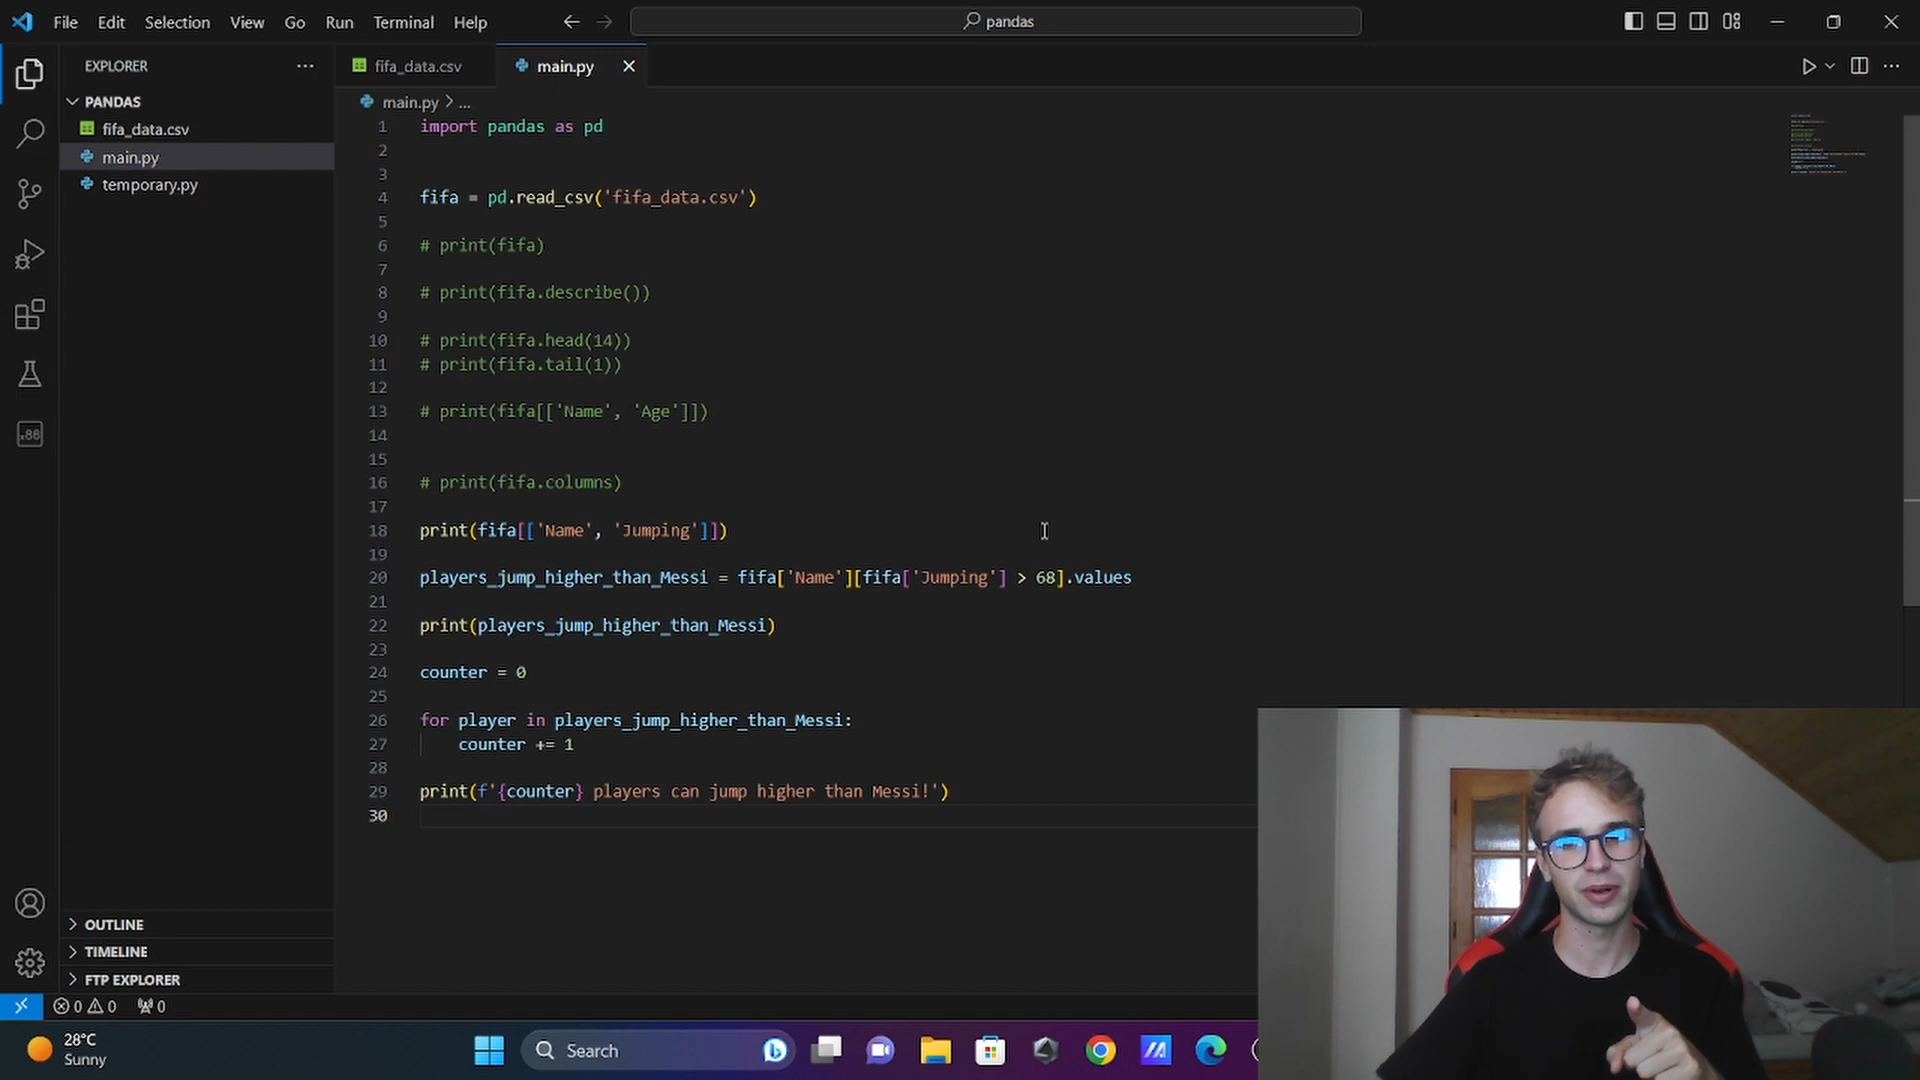 File Edit Selection View Go Run Terminal Help
pandas
EXPLORER
fifa_data.csv
main.py
PANDAS
fifa_data.csv
main.py
temporary.py
main.py > ...
1 import pandas as pd
2
3
4 fifa = pd.read_csv('fifa_data.csv')
5
6 # print(fifa)
7
8 # print(fifa.describe())
9
10 # print(fifa.head(14))
11 # print(fifa.tail(1))
12
13 # print(fifa[['Name', 'Age']])
14
15
16 # print(fifa.columns)
17
18 print(fifa[['Name', 'Jumping']])
19
20 players_jump_higher_than_Messi = fifa['Name'][fifa['Jumping'] > 68].values
21
22 print(players_jump_higher_than_Messi)
23
24 counter = 0
25
26 for player in players_jump_higher_than_Messi:
27 counter += 1
28
29 print(f'{counter} players can jump higher than Messi!')
30
.86
OUTLINE
TIMELINE
FTP EXPLORER
0 0 0
28°C
Sunny
Search